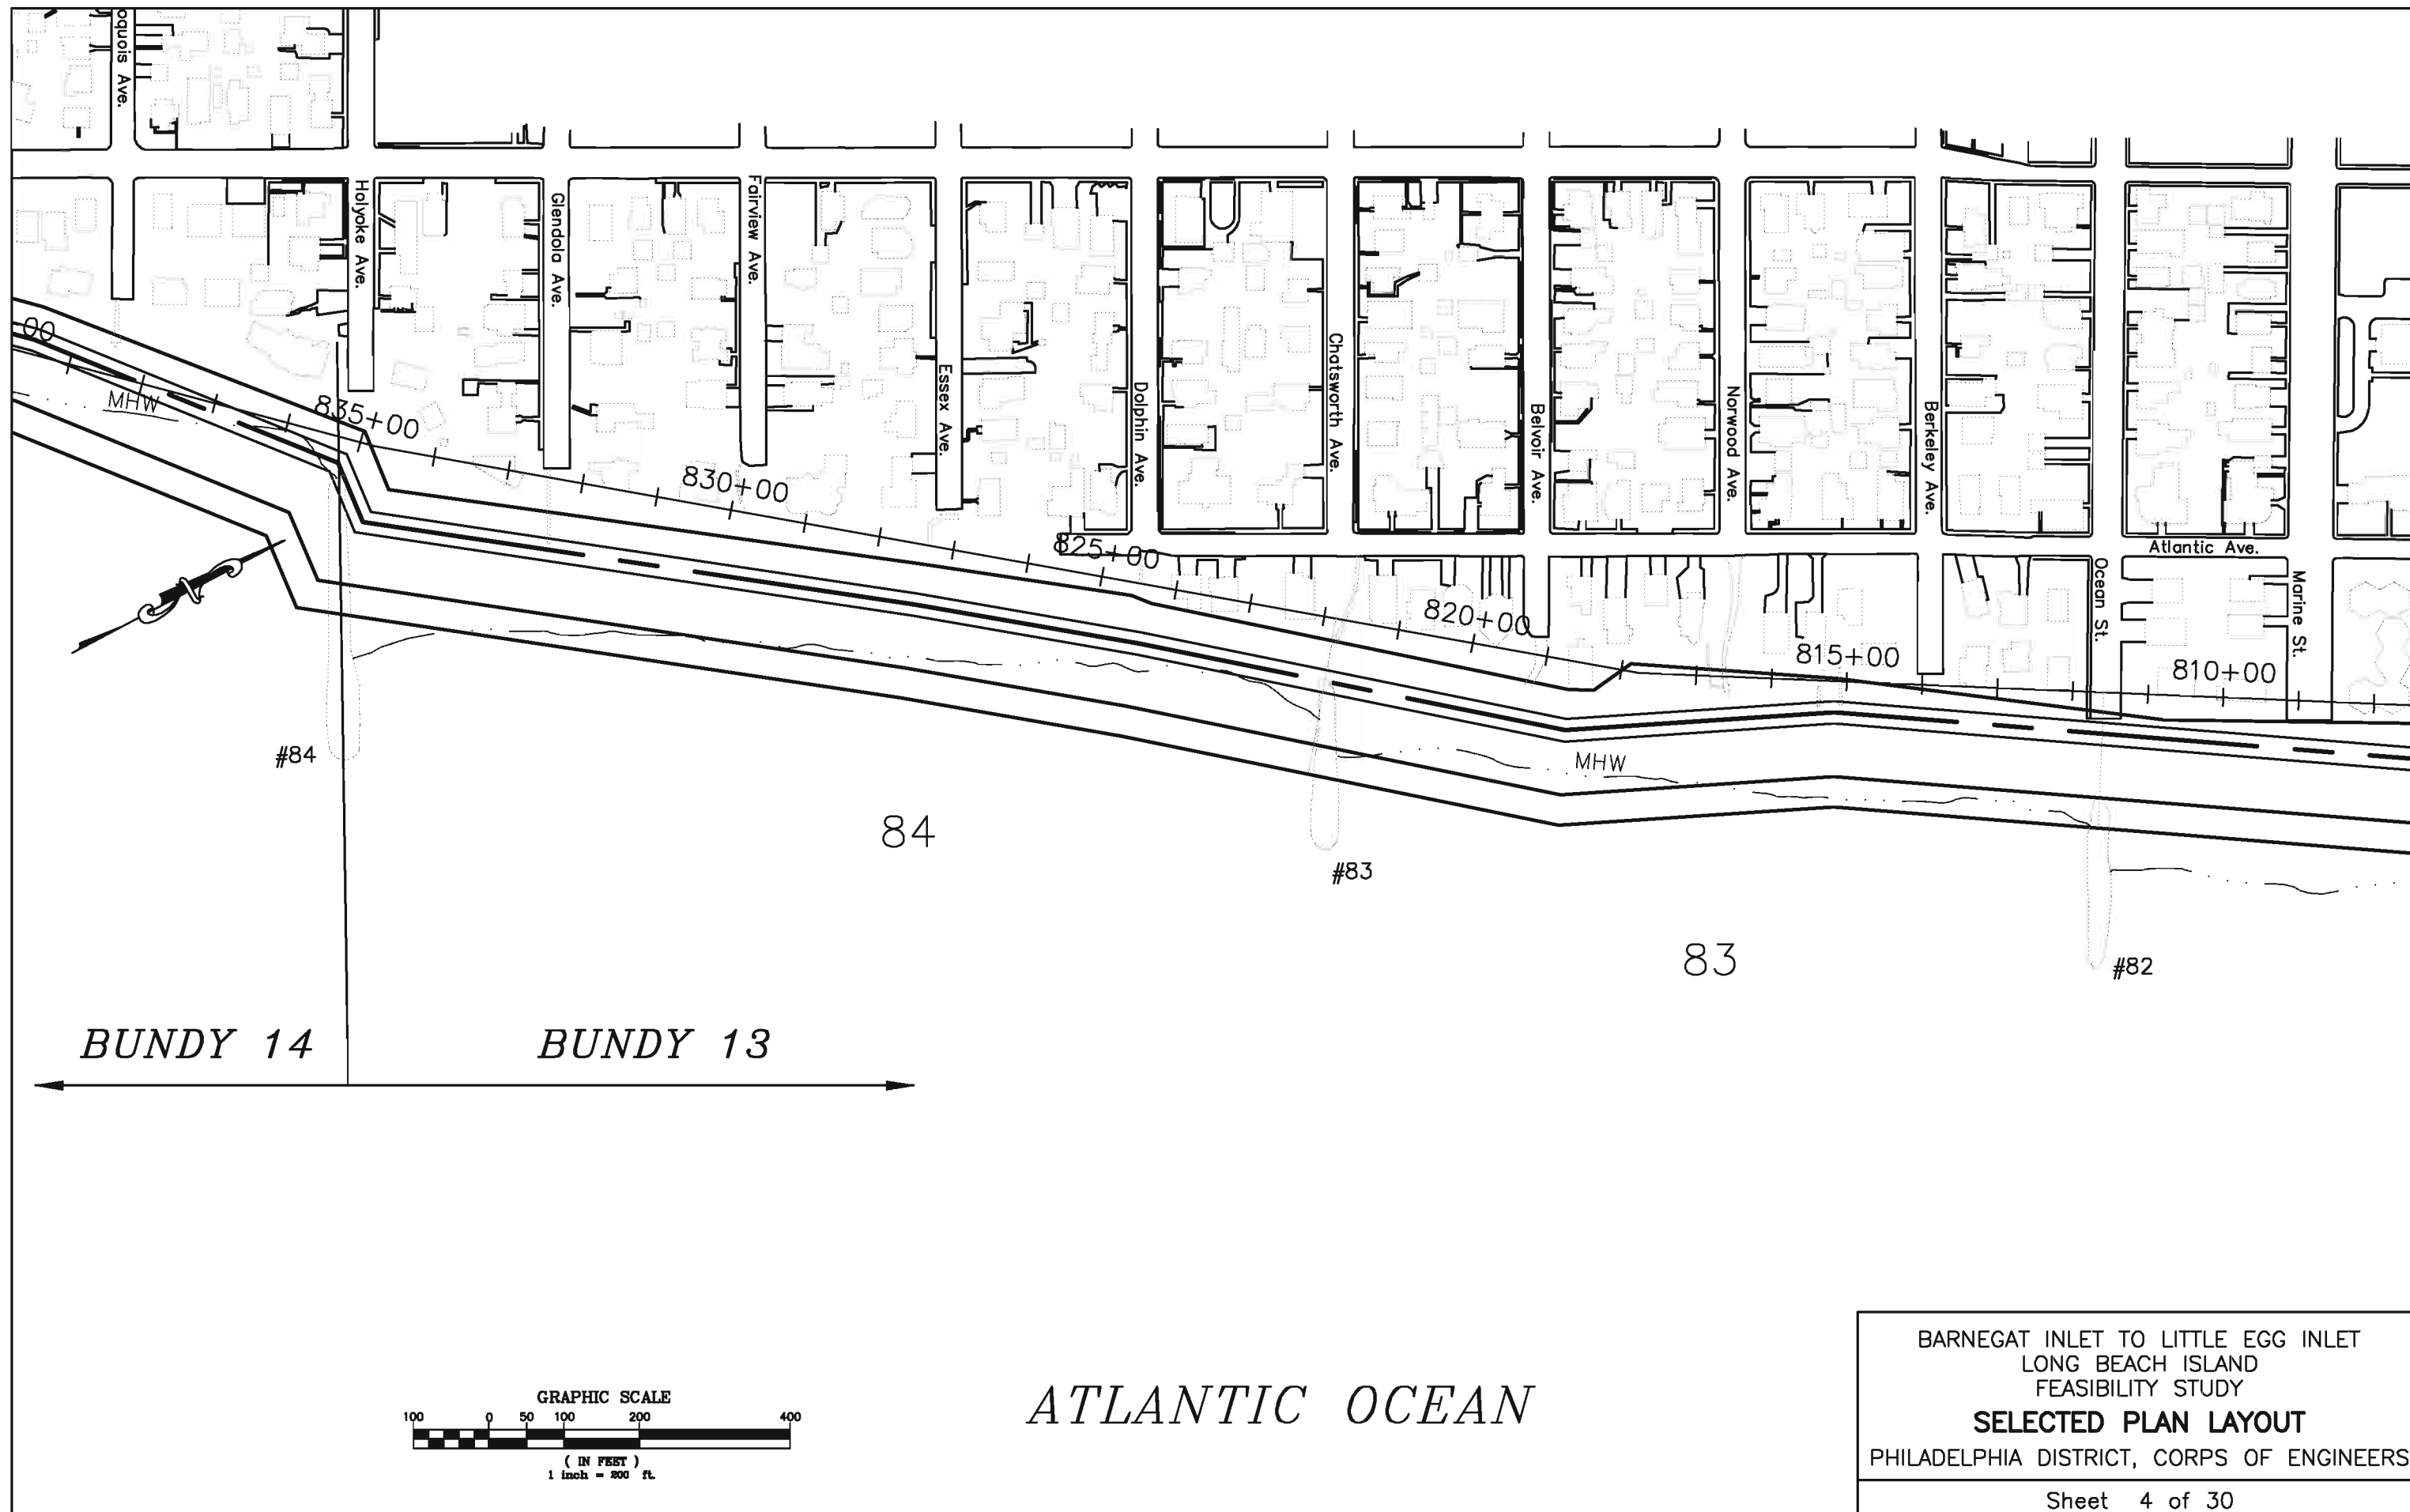 oquois Ave.
Holyoke Ave.
Glendola Ave.
Fairview Ave.
Essex Ave.
Dolphin Ave.
Chatsworth Ave.
Belvoir Ave.
Norwood Ave.
Berkeley Ave.
Atlantic Ave.
Ocean St.
Marine St.
00
MHW
835+00
830+00
825+00
820+00
815+00
810+00
MHW
#84
84
#83
83
#82
BUNDY 14
BUNDY 13
GRAPHIC SCALE
100 0 50 100 200 400
( IN FEET )
1 inch = 200 ft.
ATLANTIC OCEAN
BARNEGAT INLET TO LITTLE EGG INLET
LONG BEACH ISLAND
FEASIBILITY STUDY
SELECTED PLAN LAYOUT
PHILADELPHIA DISTRICT, CORPS OF ENGINEERS
Sheet 4 of 30